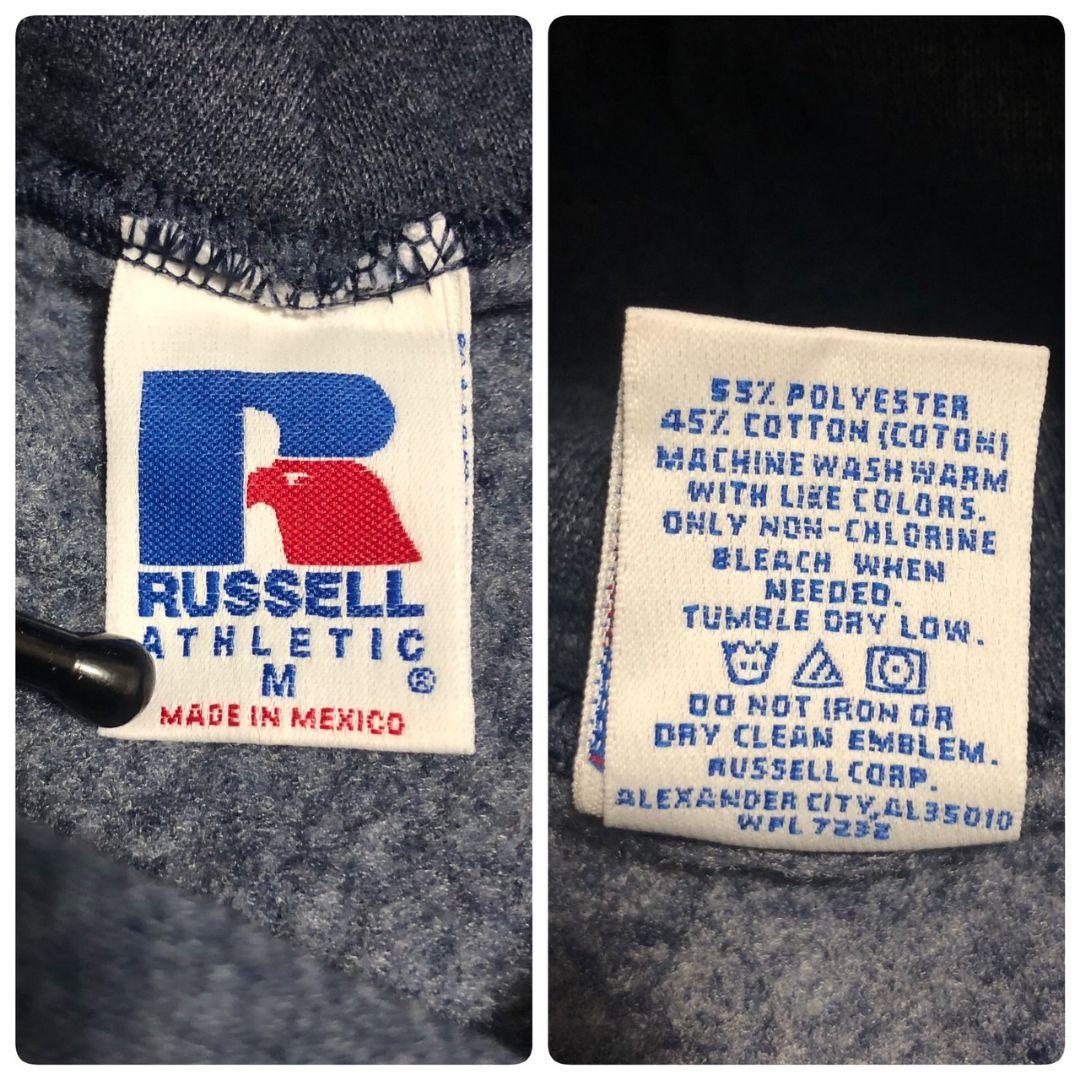 RUSSELL
ATHLETIC
M ®
MADE IN MEXICO
55% POLYESTER
45% COTTON (COTON)
MACHINE WASH WARM
WITH LIKE COLORS.
ONLY NON-CHLORINE
BLEACH WHEN
NEEDED.
TUMBLE DRY LOW.
DO NOT IRON OR
DRY CLEAN EMBLEM.
RUSSELL CORP.
ALEXANDER CITY, AL 35010
WPL 7232